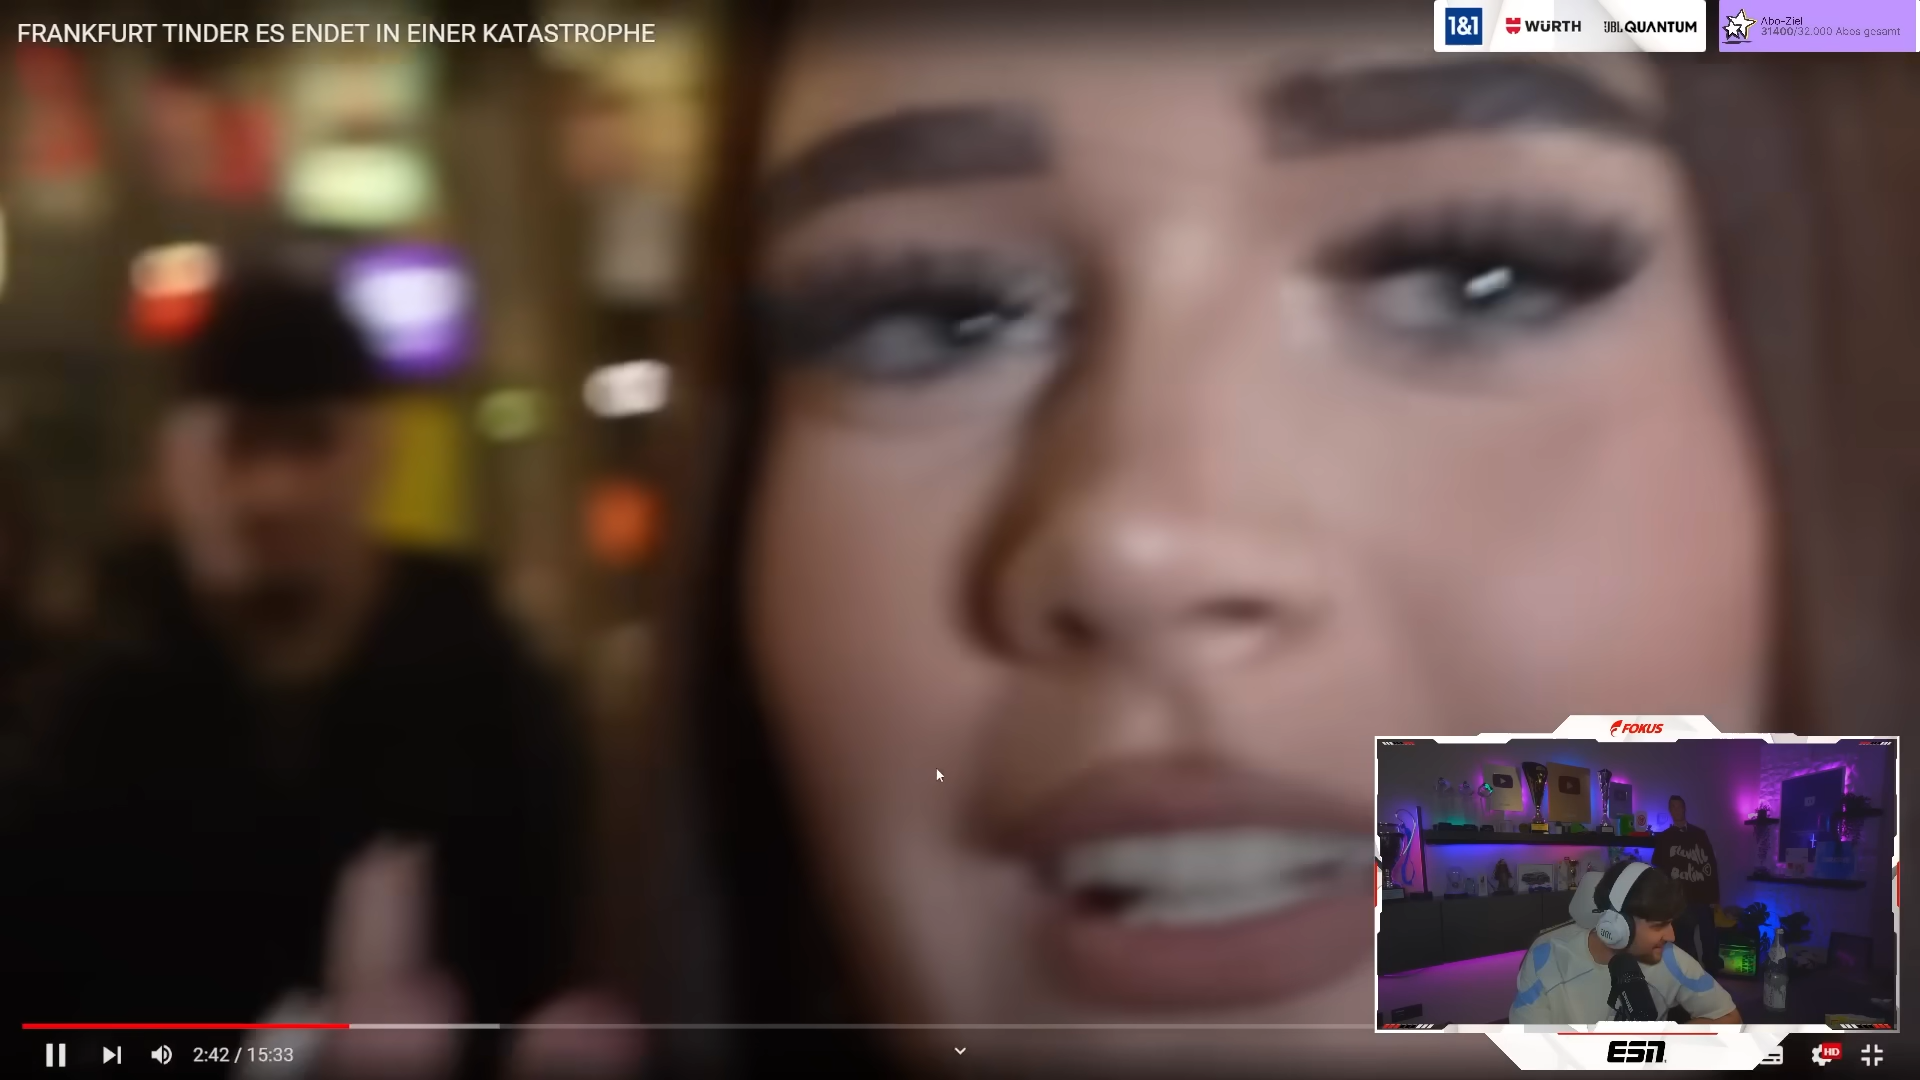 FRANKFURT TINDER ES ENDET IN EINER KATASTROPHE
1&1 WÜRTH JBL QUANTUM
Abo-Ziel
31400/32.000 Abos gesamt
FOKUS
2:42 / 15:33
ESN
HD